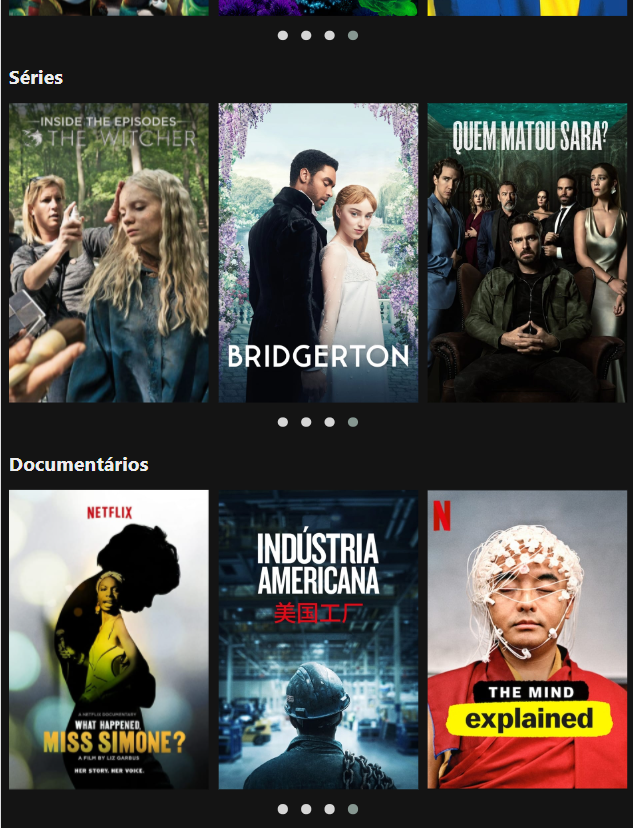 Séries
INSIDE THE EPISODES
THE WITCHER
BRIDGERTON
QUEM MATOU SARA?
Documentários
NETFLIX
A NETFLIX DOCUMENTARY
WHAT HAPPENED,
MISS SIMONE?
A FILM BY LIZ GARBUS
HER STORY. HER VOICE.
INDÚSTRIA
AMERICANA
美国工厂
N
THE MIND
explained